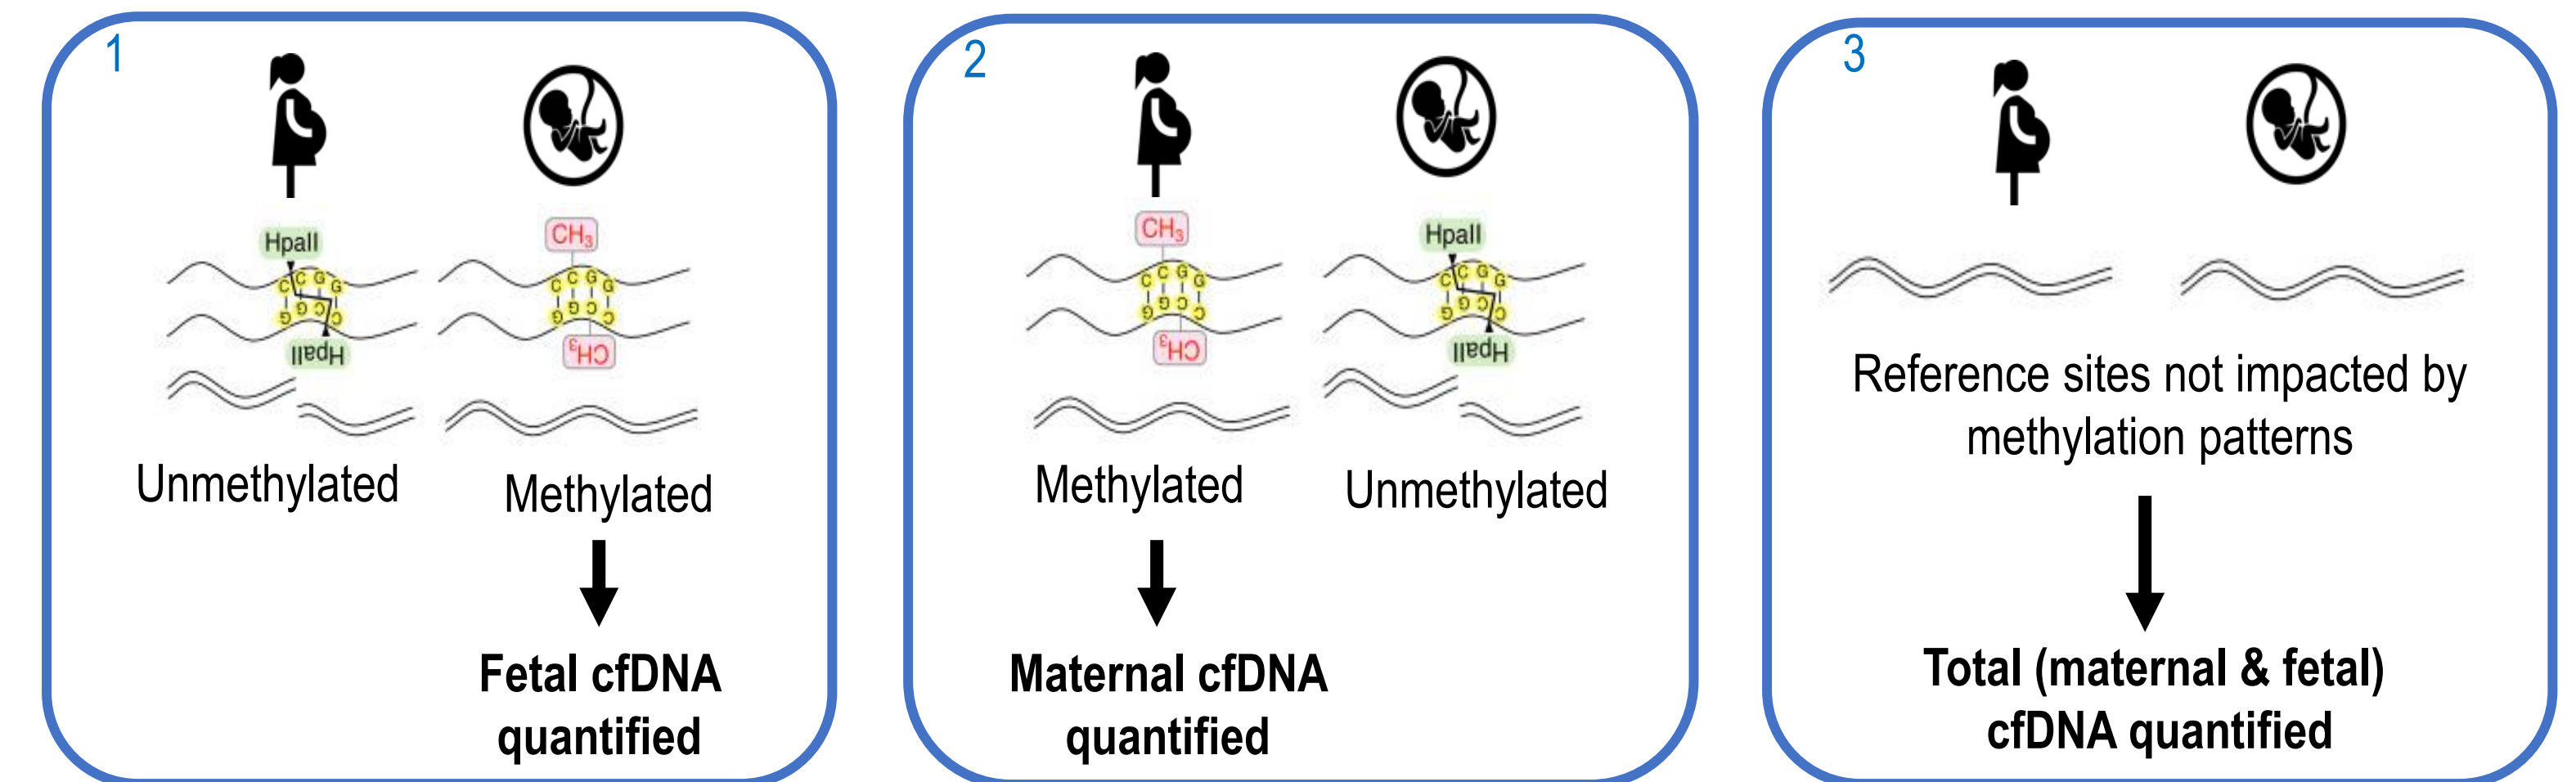 1
HpaII
CH3
C C G G
C C G G
G G C C
G G C C
HpaII
CH3
Unmethylated
Methylated
Fetal cfDNA
quantified
2
CH3
HpaII
C C G G
C C G G
G G C C
G G C C
CH3
HpaII
Methylated
Unmethylated
Maternal cfDNA
quantified
3
Reference sites not impacted by
methylation patterns
Total (maternal & fetal)
cfDNA quantified